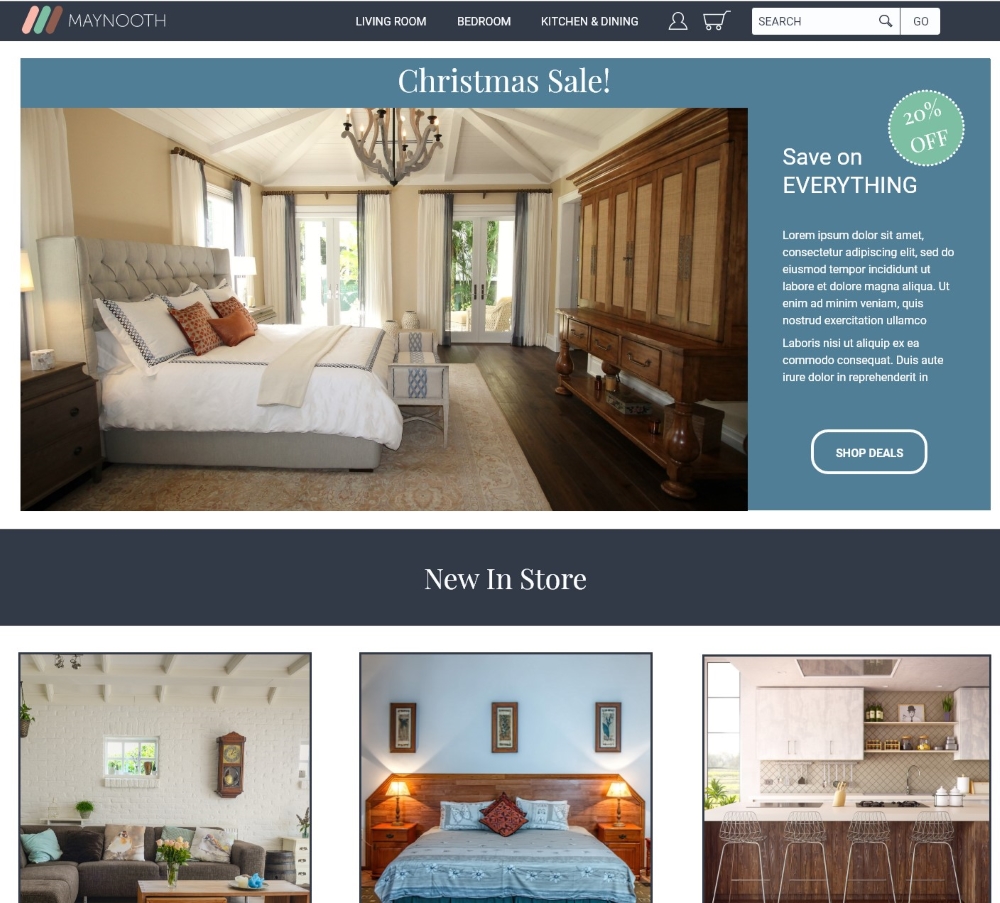 MAYNOOTH
LIVING ROOM
BEDROOM
KITCHEN & DINING
SEARCH
GO
Christmas Sale!
20%
OFF
Save on
EVERYTHING
Lorem ipsum dolor sit amet,
consectetur adipiscing elit, sed do
eiusmod tempor incididunt ut
labore et dolore magna aliqua. Ut
enim ad minim veniam, quis
nostrud exercitation ullamco
Laboris nisi ut aliquip ex ea
commodo consequat. Duis aute
irure dolor in reprehenderit in
SHOP DEALS
New In Store